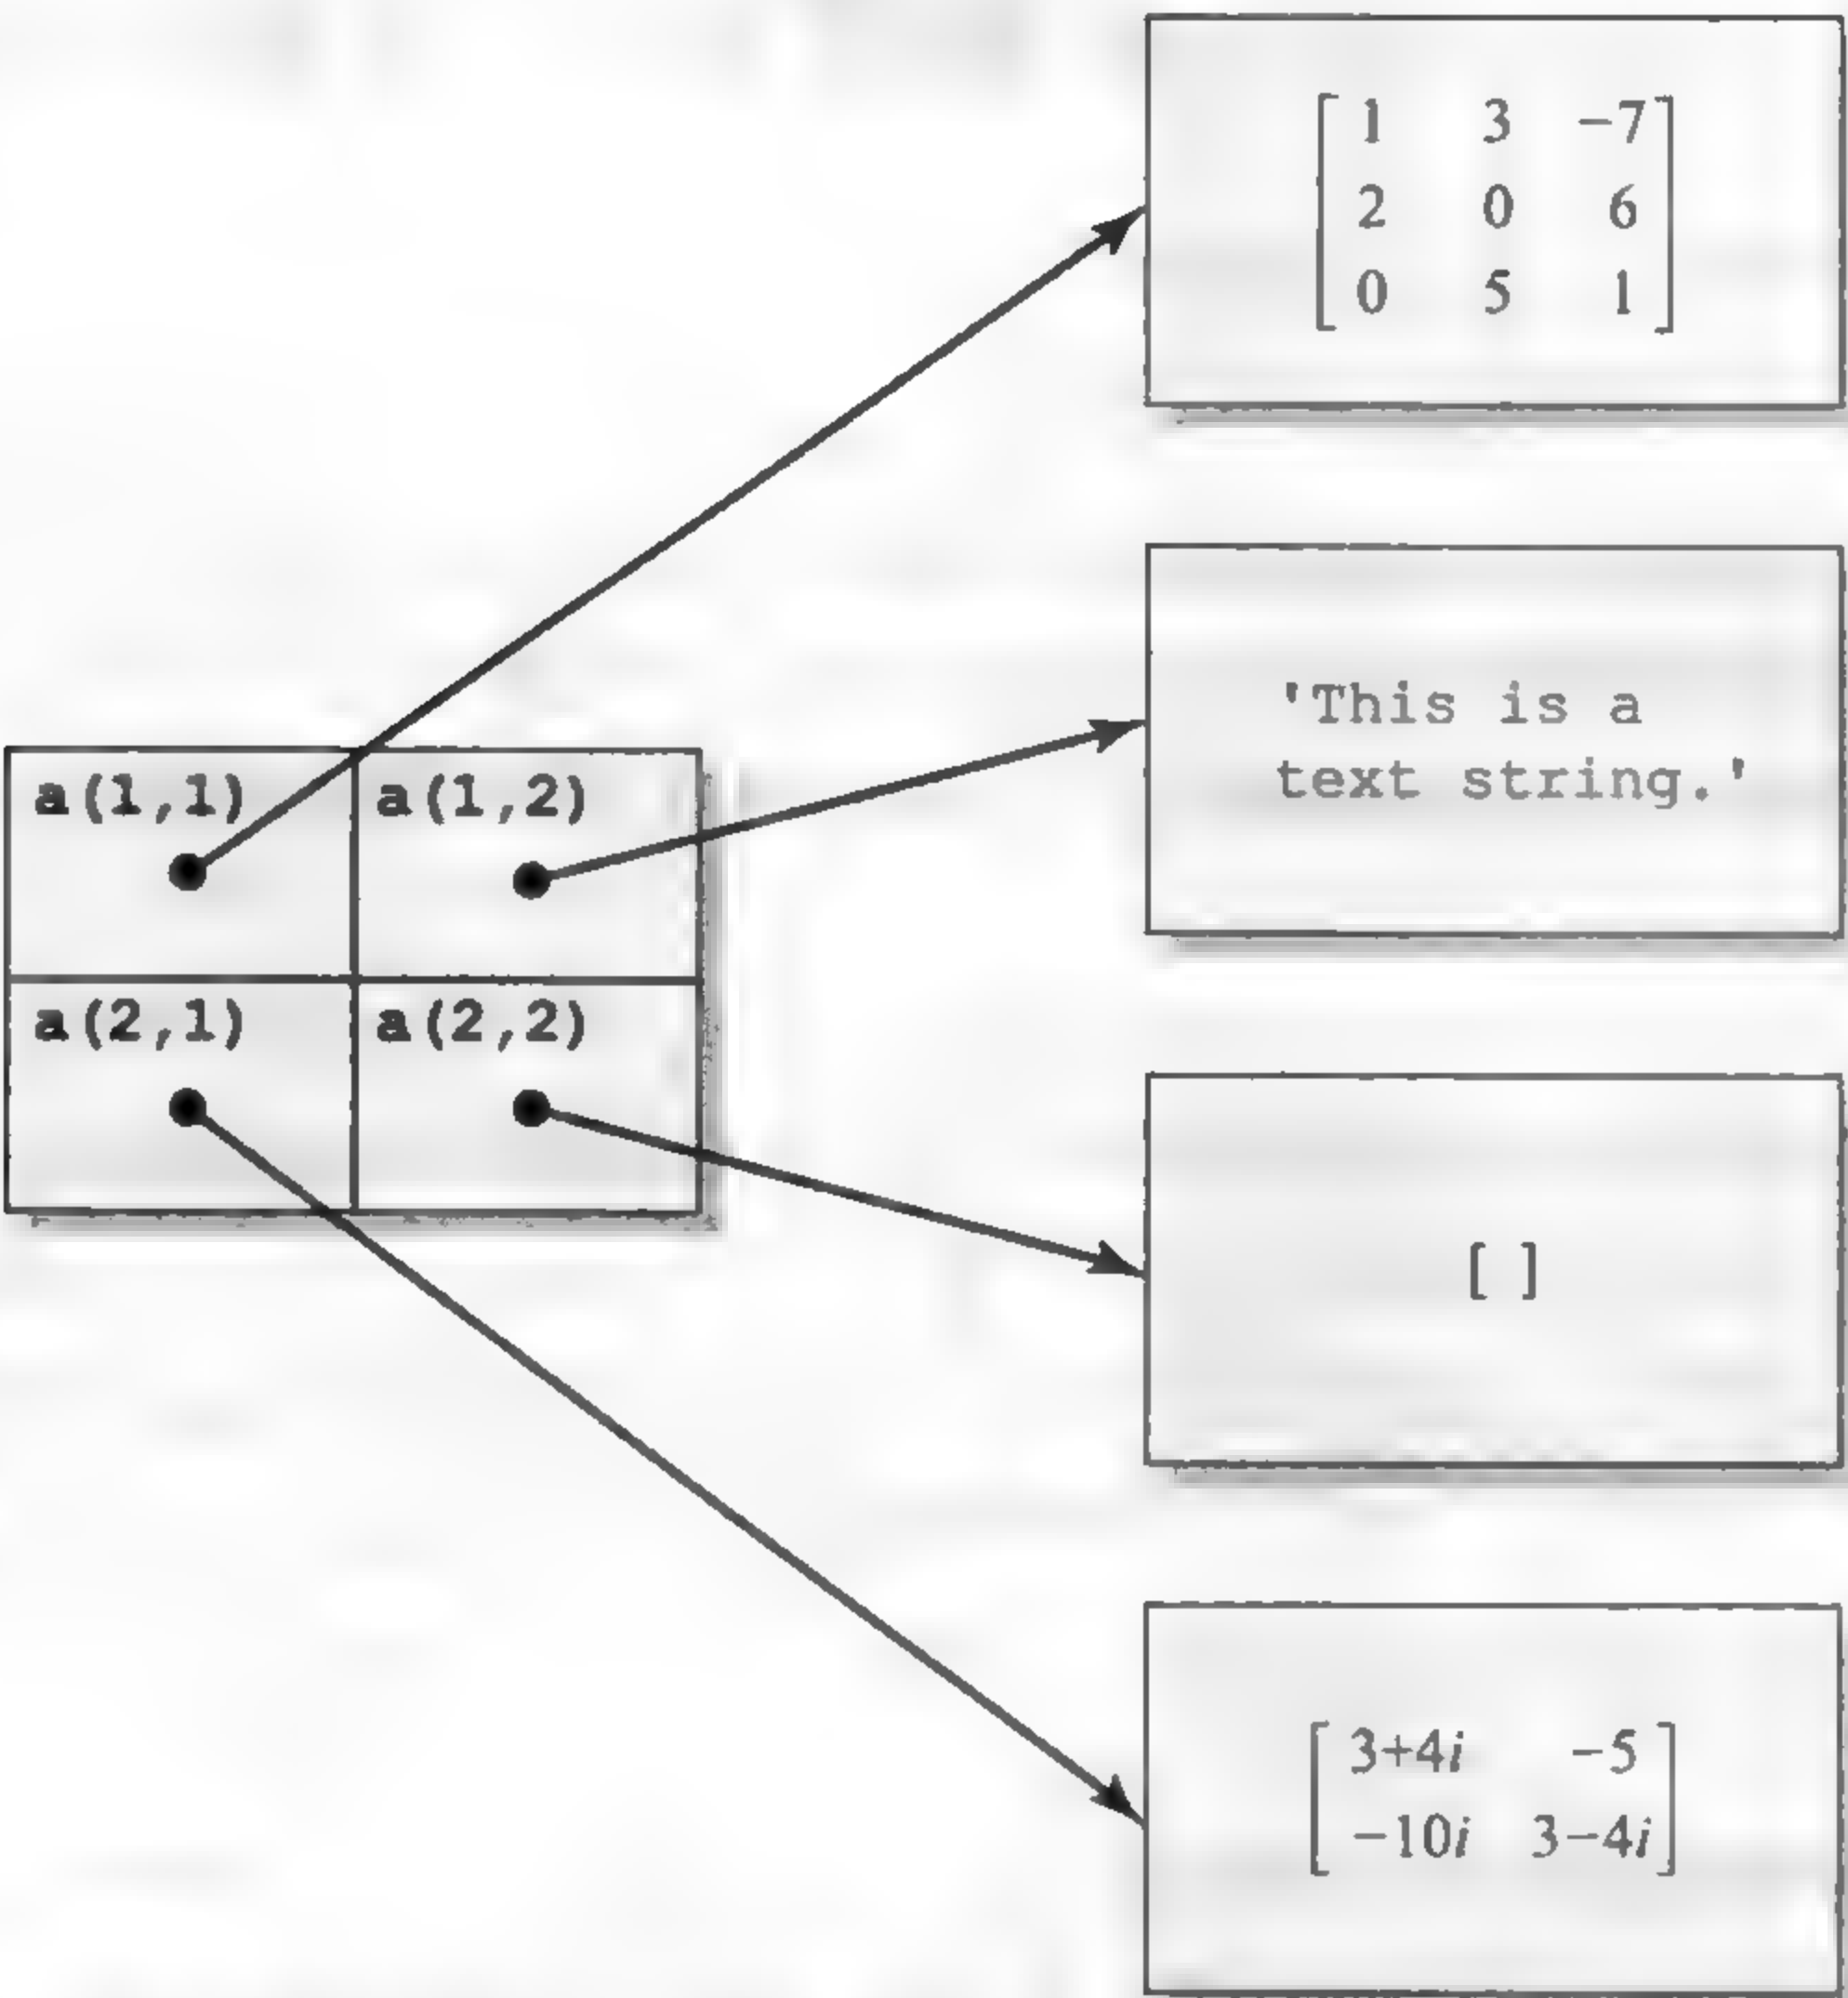 1 3 −7
2 0 6
0 5 1
'This is a
text string.'
a(1,1) a(1,2)
a(2,1) a(2,2)
[ ]
3+4i −5
−10i 3−4i